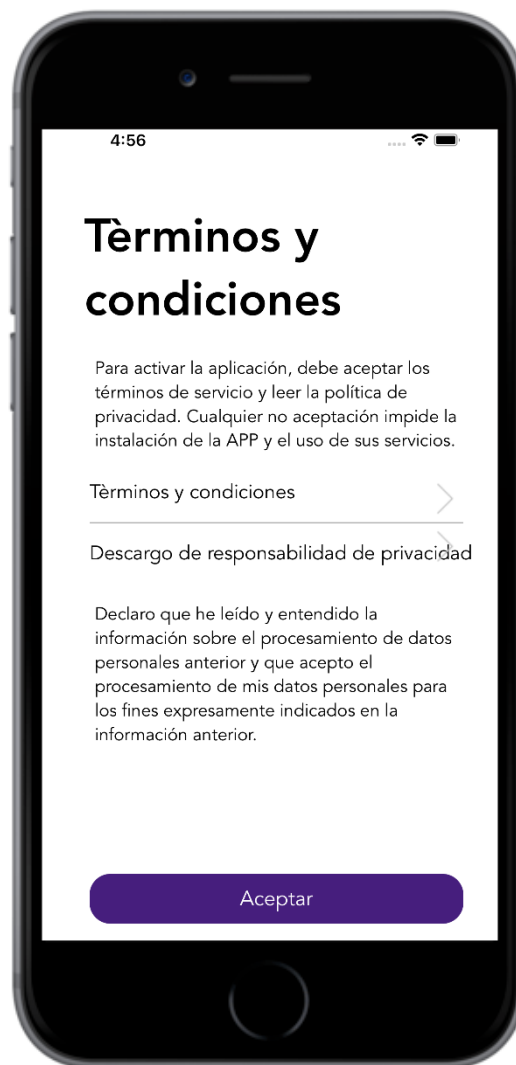 4:56
Tèrminos y
condiciones
Para activar la aplicación, debe aceptar los
términos de servicio y leer la política de
privacidad. Cualquier no aceptación impide la
instalación de la APP y el uso de sus servicios.
Tèrminos y condiciones
Descargo de responsabilidad de privacidad
Declaro que he leído y entendido la
información sobre el procesamiento de datos
personales anterior y que acepto el
procesamiento de mis datos personales para
los fines expresamente indicados en la
información anterior.
Aceptar